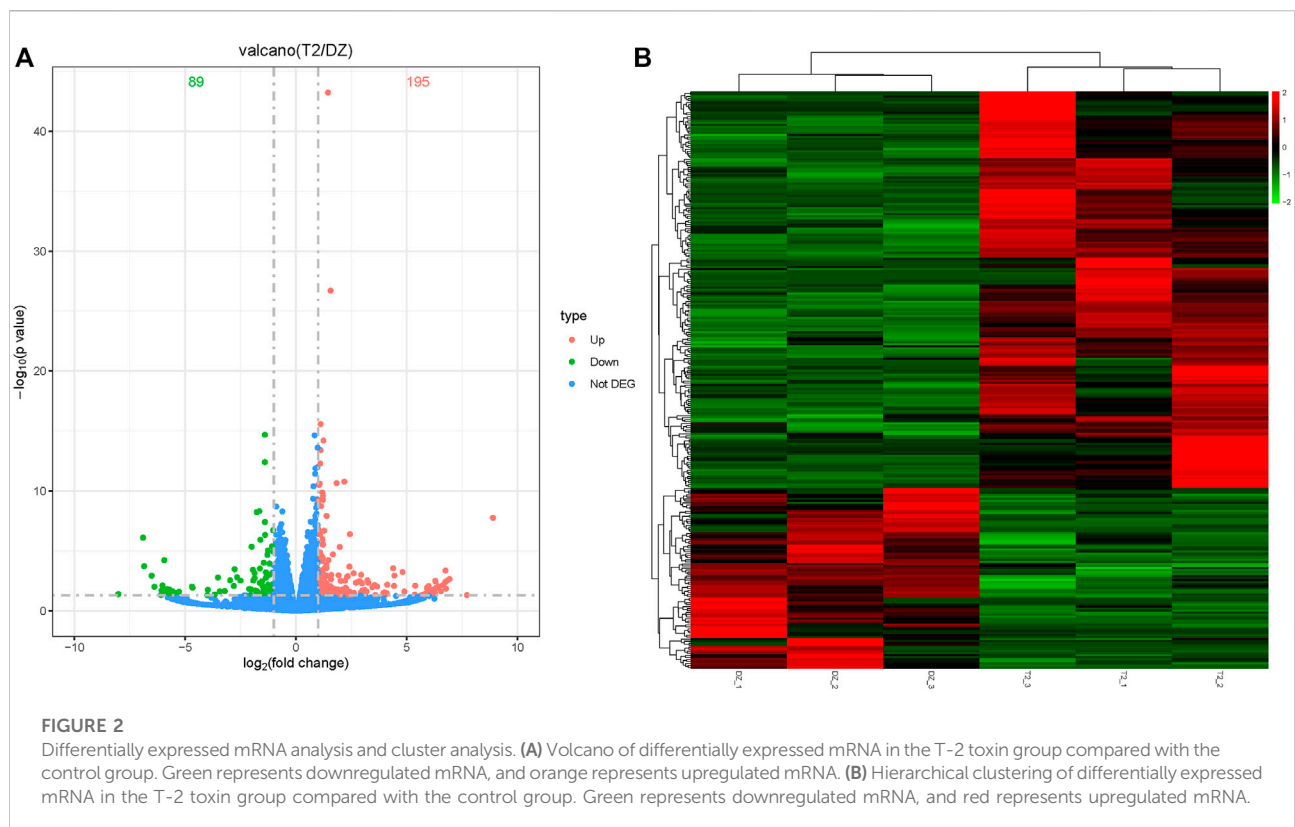 A
valcano(T2/DZ)
89
195
40
30
20
10
0
−log10(p value)
−10
−5
0
5
10
log2(fold change)
type
Up
Down
Not DEG
B
2
1
0
−1
−2
DZ_1
DZ_2
DZ_3
T2_3
T2_1
T2_2
FIGURE 2
Differentially expressed mRNA analysis and cluster analysis. (A) Volcano of differentially expressed mRNA in the T-2 toxin group compared with the
control group. Green represents downregulated mRNA, and orange represents upregulated mRNA. (B) Hierarchical clustering of differentially expressed
mRNA in the T-2 toxin group compared with the control group. Green represents downregulated mRNA, and red represents upregulated mRNA.